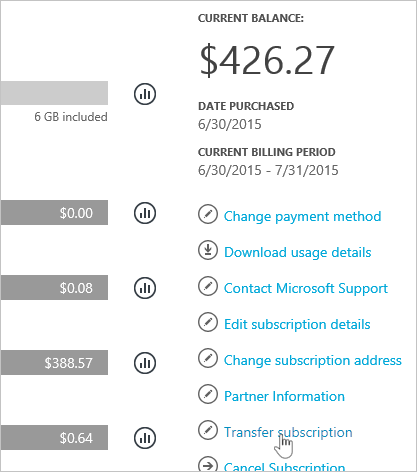 CURRENT BALANCE:
$426.27
DATE PURCHASED
6/30/2015
CURRENT BILLING PERIOD
6/30/2015 - 7/31/2015
6 GB included
$0.00
$0.08
$388.57
$0.64
Change payment method
Download usage details
Contact Microsoft Support
Edit subscription details
Change subscription address
Partner Information
Transfer subscription
Cancel Subscription